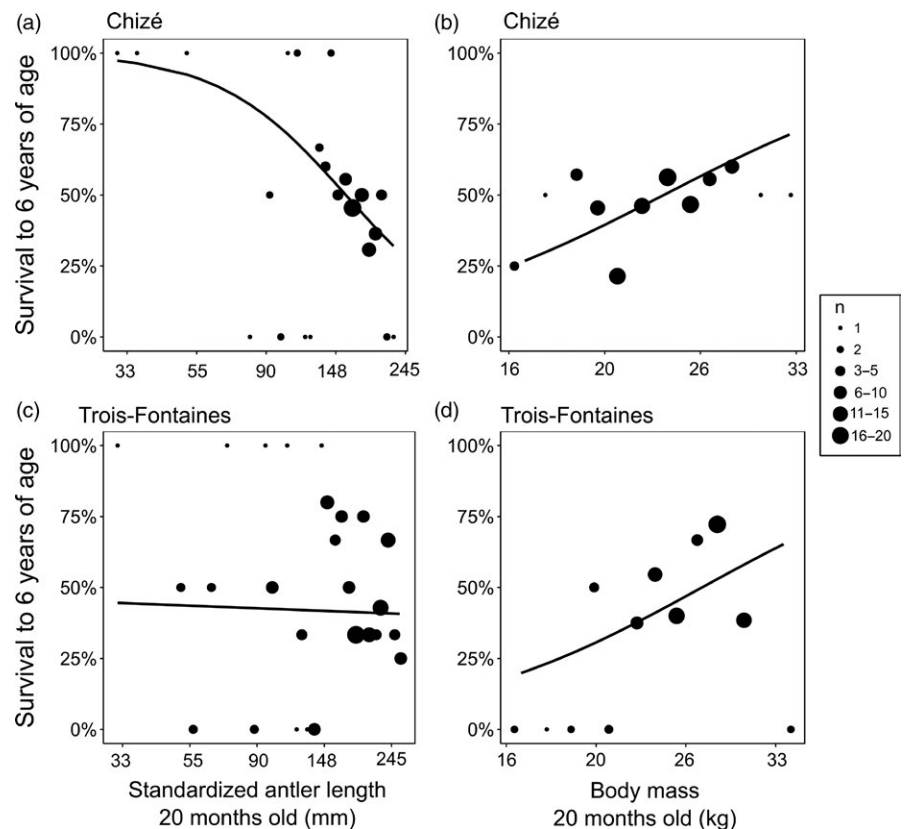 (a) Chizé
(b) Chizé
Survival to 6 years of age
100%
75%
50%
25%
0%
33 55 90 148 245
100%
75%
50%
25%
0%
16 20 26 33
n
1
2
3–5
6–10
11–15
16–20
(c) Trois-Fontaines
(d) Trois-Fontaines
Survival to 6 years of age
100%
75%
50%
25%
0%
33 55 90 148 245
Standardized antler length
20 months old (mm)
100%
75%
50%
25%
0%
16 20 26 33
Body mass
20 months old (kg)